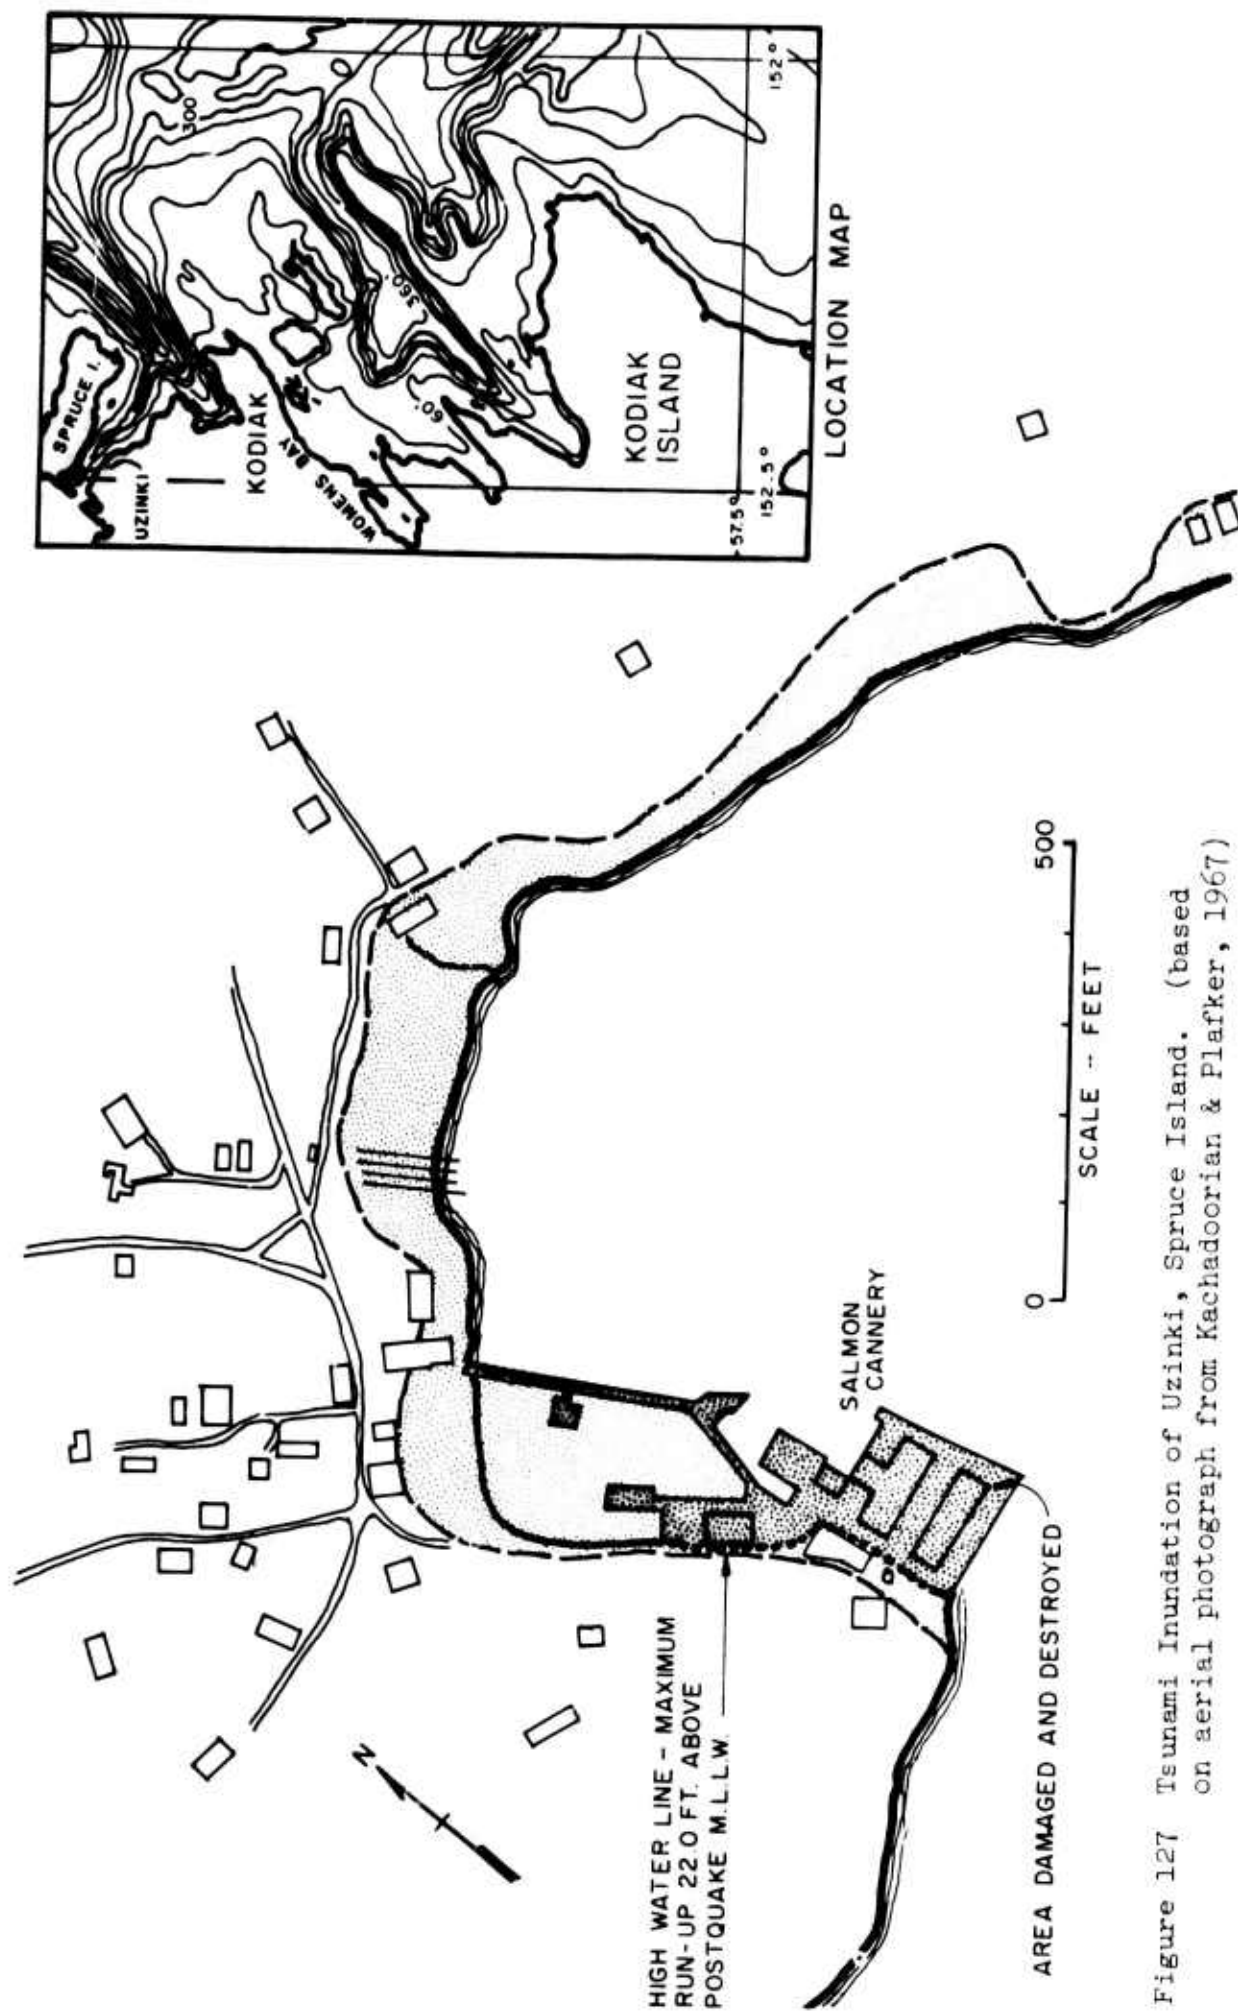 SPRUCE I.
UZINKI
KODIAK
WOMENS BAY
KODIAK
ISLAND
300
360'
60'
57.5°
152.5°
152°
LOCATION MAP
N
HIGH WATER LINE - MAXIMUM
RUN-UP 22.0 FT. ABOVE
POSTQUAKE M.L.L.W.
SALMON
CANNERY
AREA DAMAGED AND DESTROYED
0
500
SCALE -- FEET
Figure 127 Tsunami Inundation of Uzinki, Spruce Island. (based
on aerial photograph from Kachadoorian & Plafker, 1967)